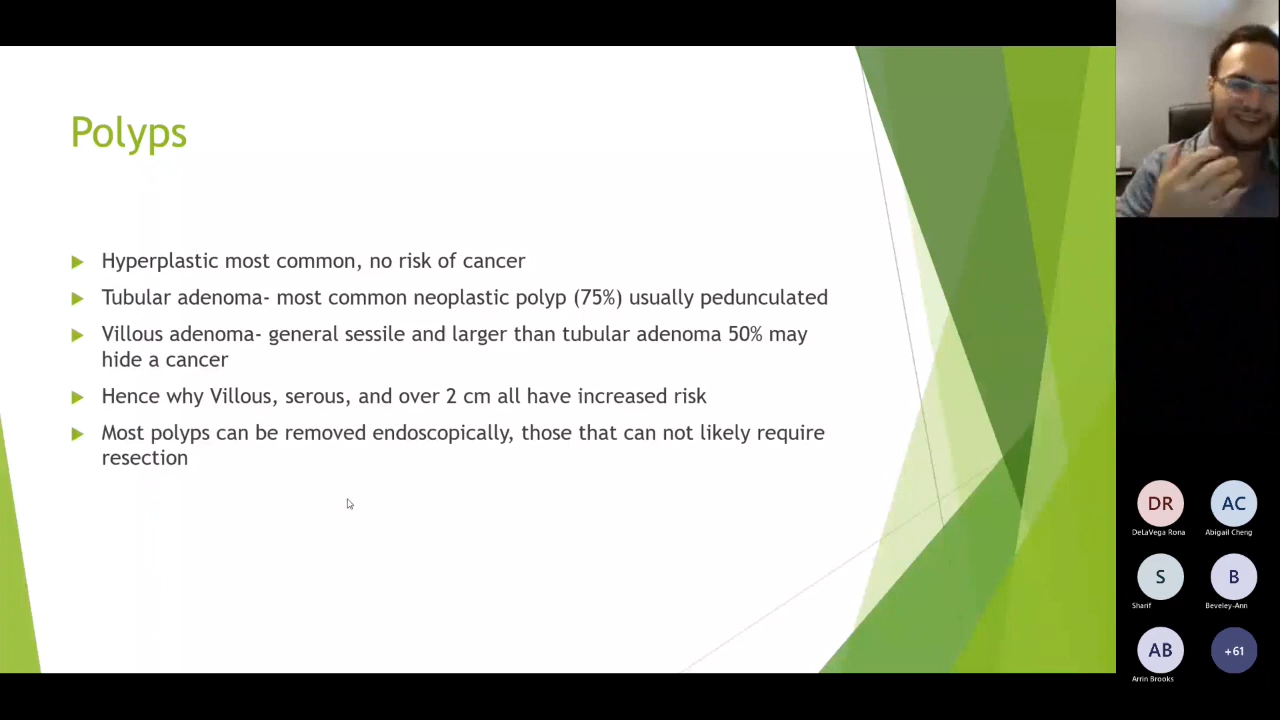 Polyps
Hyperplastic most common, no risk of cancer
Tubular adenoma- most common neoplastic polyp (75%) usually pedunculated
Villous adenoma- general sessile and larger than tubular adenoma 50% may
hide a cancer
Hence why Villous, serous, and over 2 cm all have increased risk
Most polyps can be removed endoscopically, those that can not likely require
resection
DR
AC
DeLaVega Rona
Abigail Cheng
S
B
Sharif
Beveley-Ann
AB
+61
Arrin Brooks